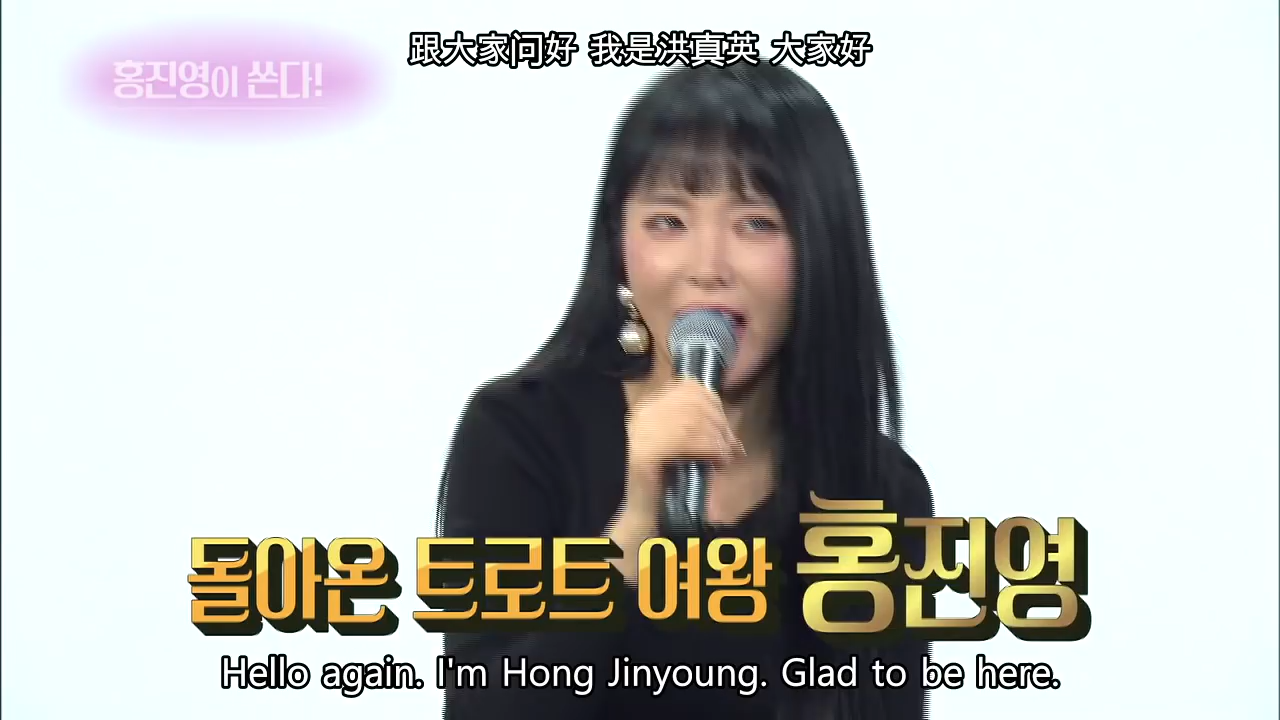 跟大家问好 我是洪真英 大家好
홍진영이 쏜다!
돌아온 트로트 여왕 홍진영
Hello again. I'm Hong Jinyoung. Glad to be here.